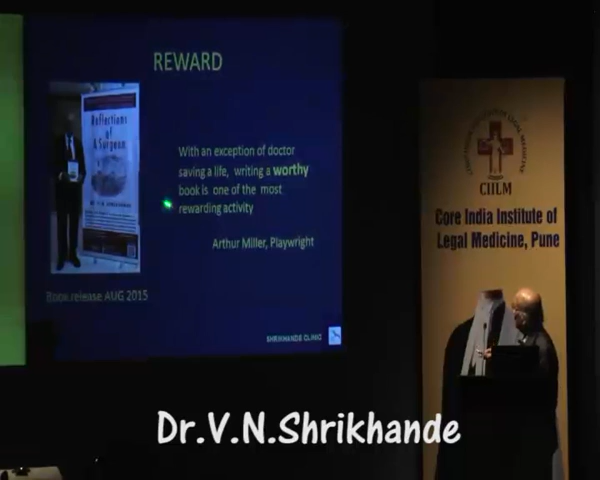 REWARD
Reflections
of
A Surgeon
With an exception of doctor
saving a life, writing a worthy
book is one of the most
rewarding activity
Arthur Miller, Playwright
Book release AUG 2015
SHRIKHANDE CLINIC
CIILM
Core India Institute of
Legal Medicine, Pune
Dr.V.N.Shrikhande